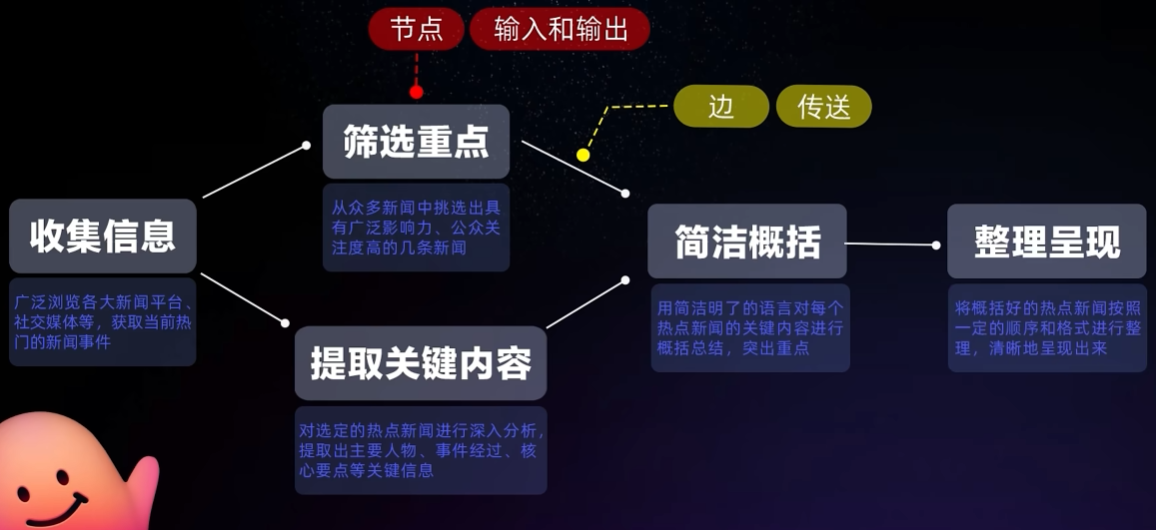 节点
输入和输出
边
传送
筛选重点
从众多新闻中挑选出具
有广泛影响力、公众关
注度高的几条新闻
收集信息
广泛浏览各大新闻平台、
社交媒体等，获取当前热
门的新闻事件
简洁概括
用简洁明了的语言对每个
热点新闻的关键内容进行
概括总结，突出重点
整理呈现
将概括好的热点新闻按照
一定的顺序和格式进行整
理，清晰地呈现出来
提取关键内容
对选定的热点新闻进行深入分析，
提取出主要人物、事件经过、核
心要点等关键信息